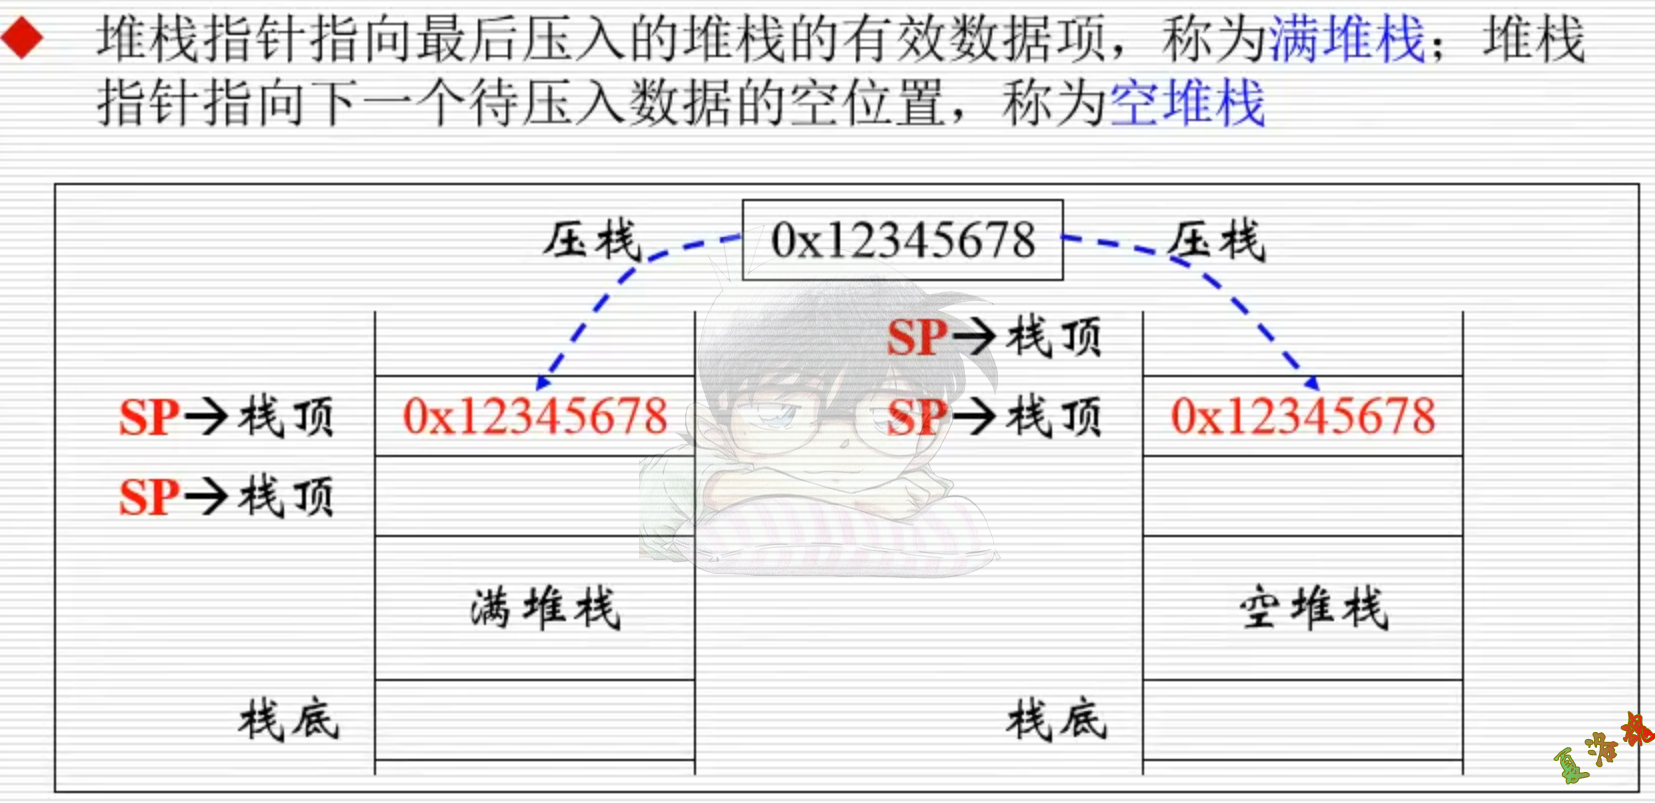 堆栈指针指向最后压入的堆栈的有效数据项，称为满堆栈；堆栈
指针指向下一个待压入数据的空位置，称为空堆栈
压栈 0x12345678 压栈
SP→栈顶
SP→栈顶 0x12345678 SP→栈顶 0x12345678
SP→栈顶
满堆栈 空堆栈
栈底 栈底